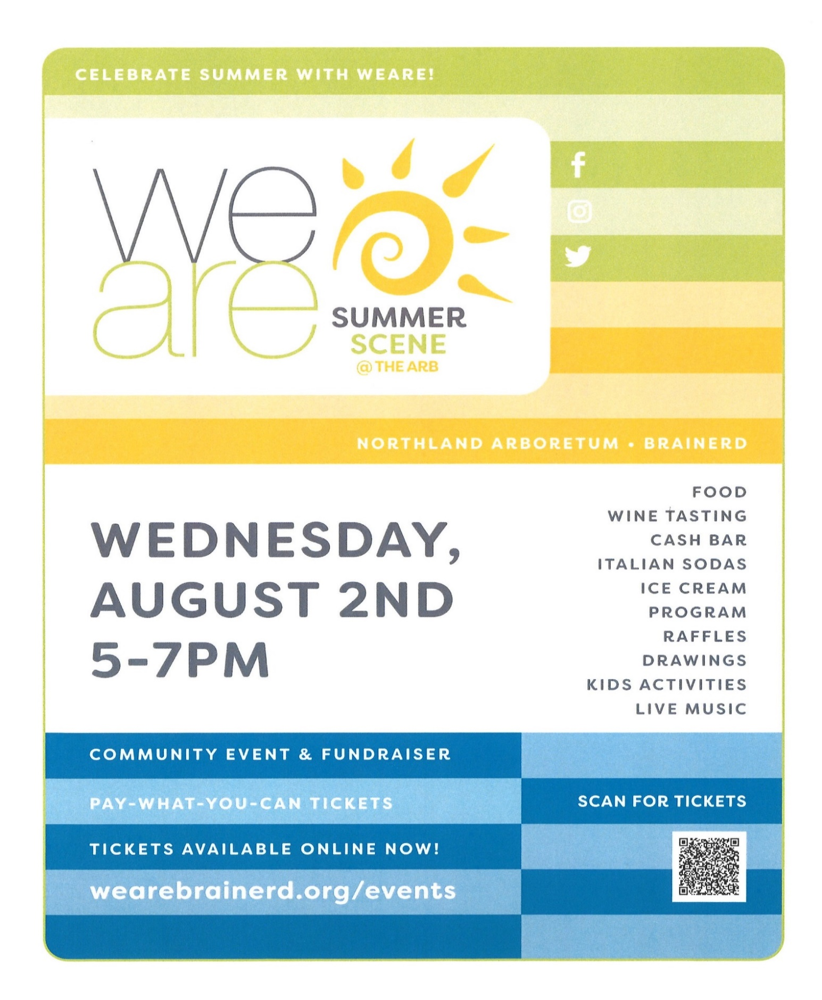 CELEBRATE SUMMER WITH WEARE!
we
are
SUMMER
SCENE
@ THE ARB
NORTHLAND ARBORETUM • BRAINERD
WEDNESDAY,
AUGUST 2ND
5-7PM
FOOD
WINE TASTING
CASH BAR
ITALIAN SODAS
ICE CREAM
PROGRAM
RAFFLES
DRAWINGS
KIDS ACTIVITIES
LIVE MUSIC
COMMUNITY EVENT & FUNDRAISER
PAY-WHAT-YOU-CAN TICKETS
TICKETS AVAILABLE ONLINE NOW!
wearebrainerd.org/events
SCAN FOR TICKETS